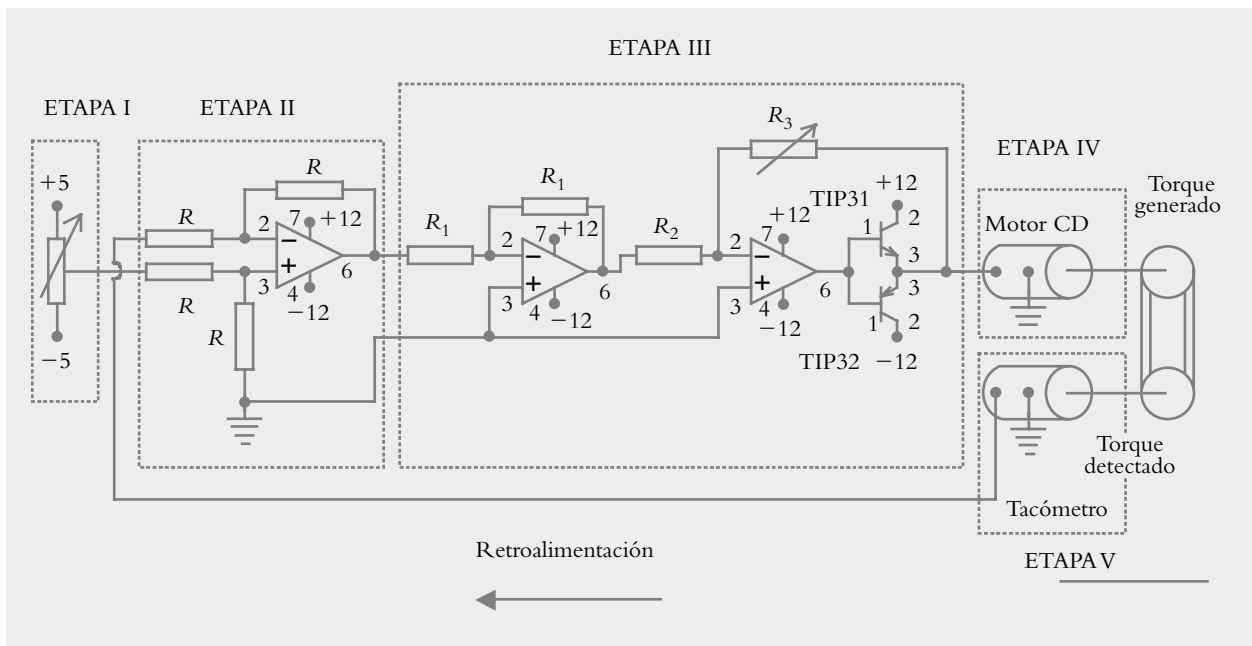 ETAPA III
ETAPA I
ETAPA II
R3
ETAPA IV
+5
R
R1
TIP31
+12
Torque
generado
R
2
7
+12
R1
2
7
+12
R2
2
7
+12
1
2
3
Motor CD
−
+
6
−
+
6
−
+
6
3
R
3
4
−12
3
4
−12
3
4
−12
1
2
−5
R
TIP32
−12
Torque
detectado
Tacómetro
Retroalimentación
ETAPA V